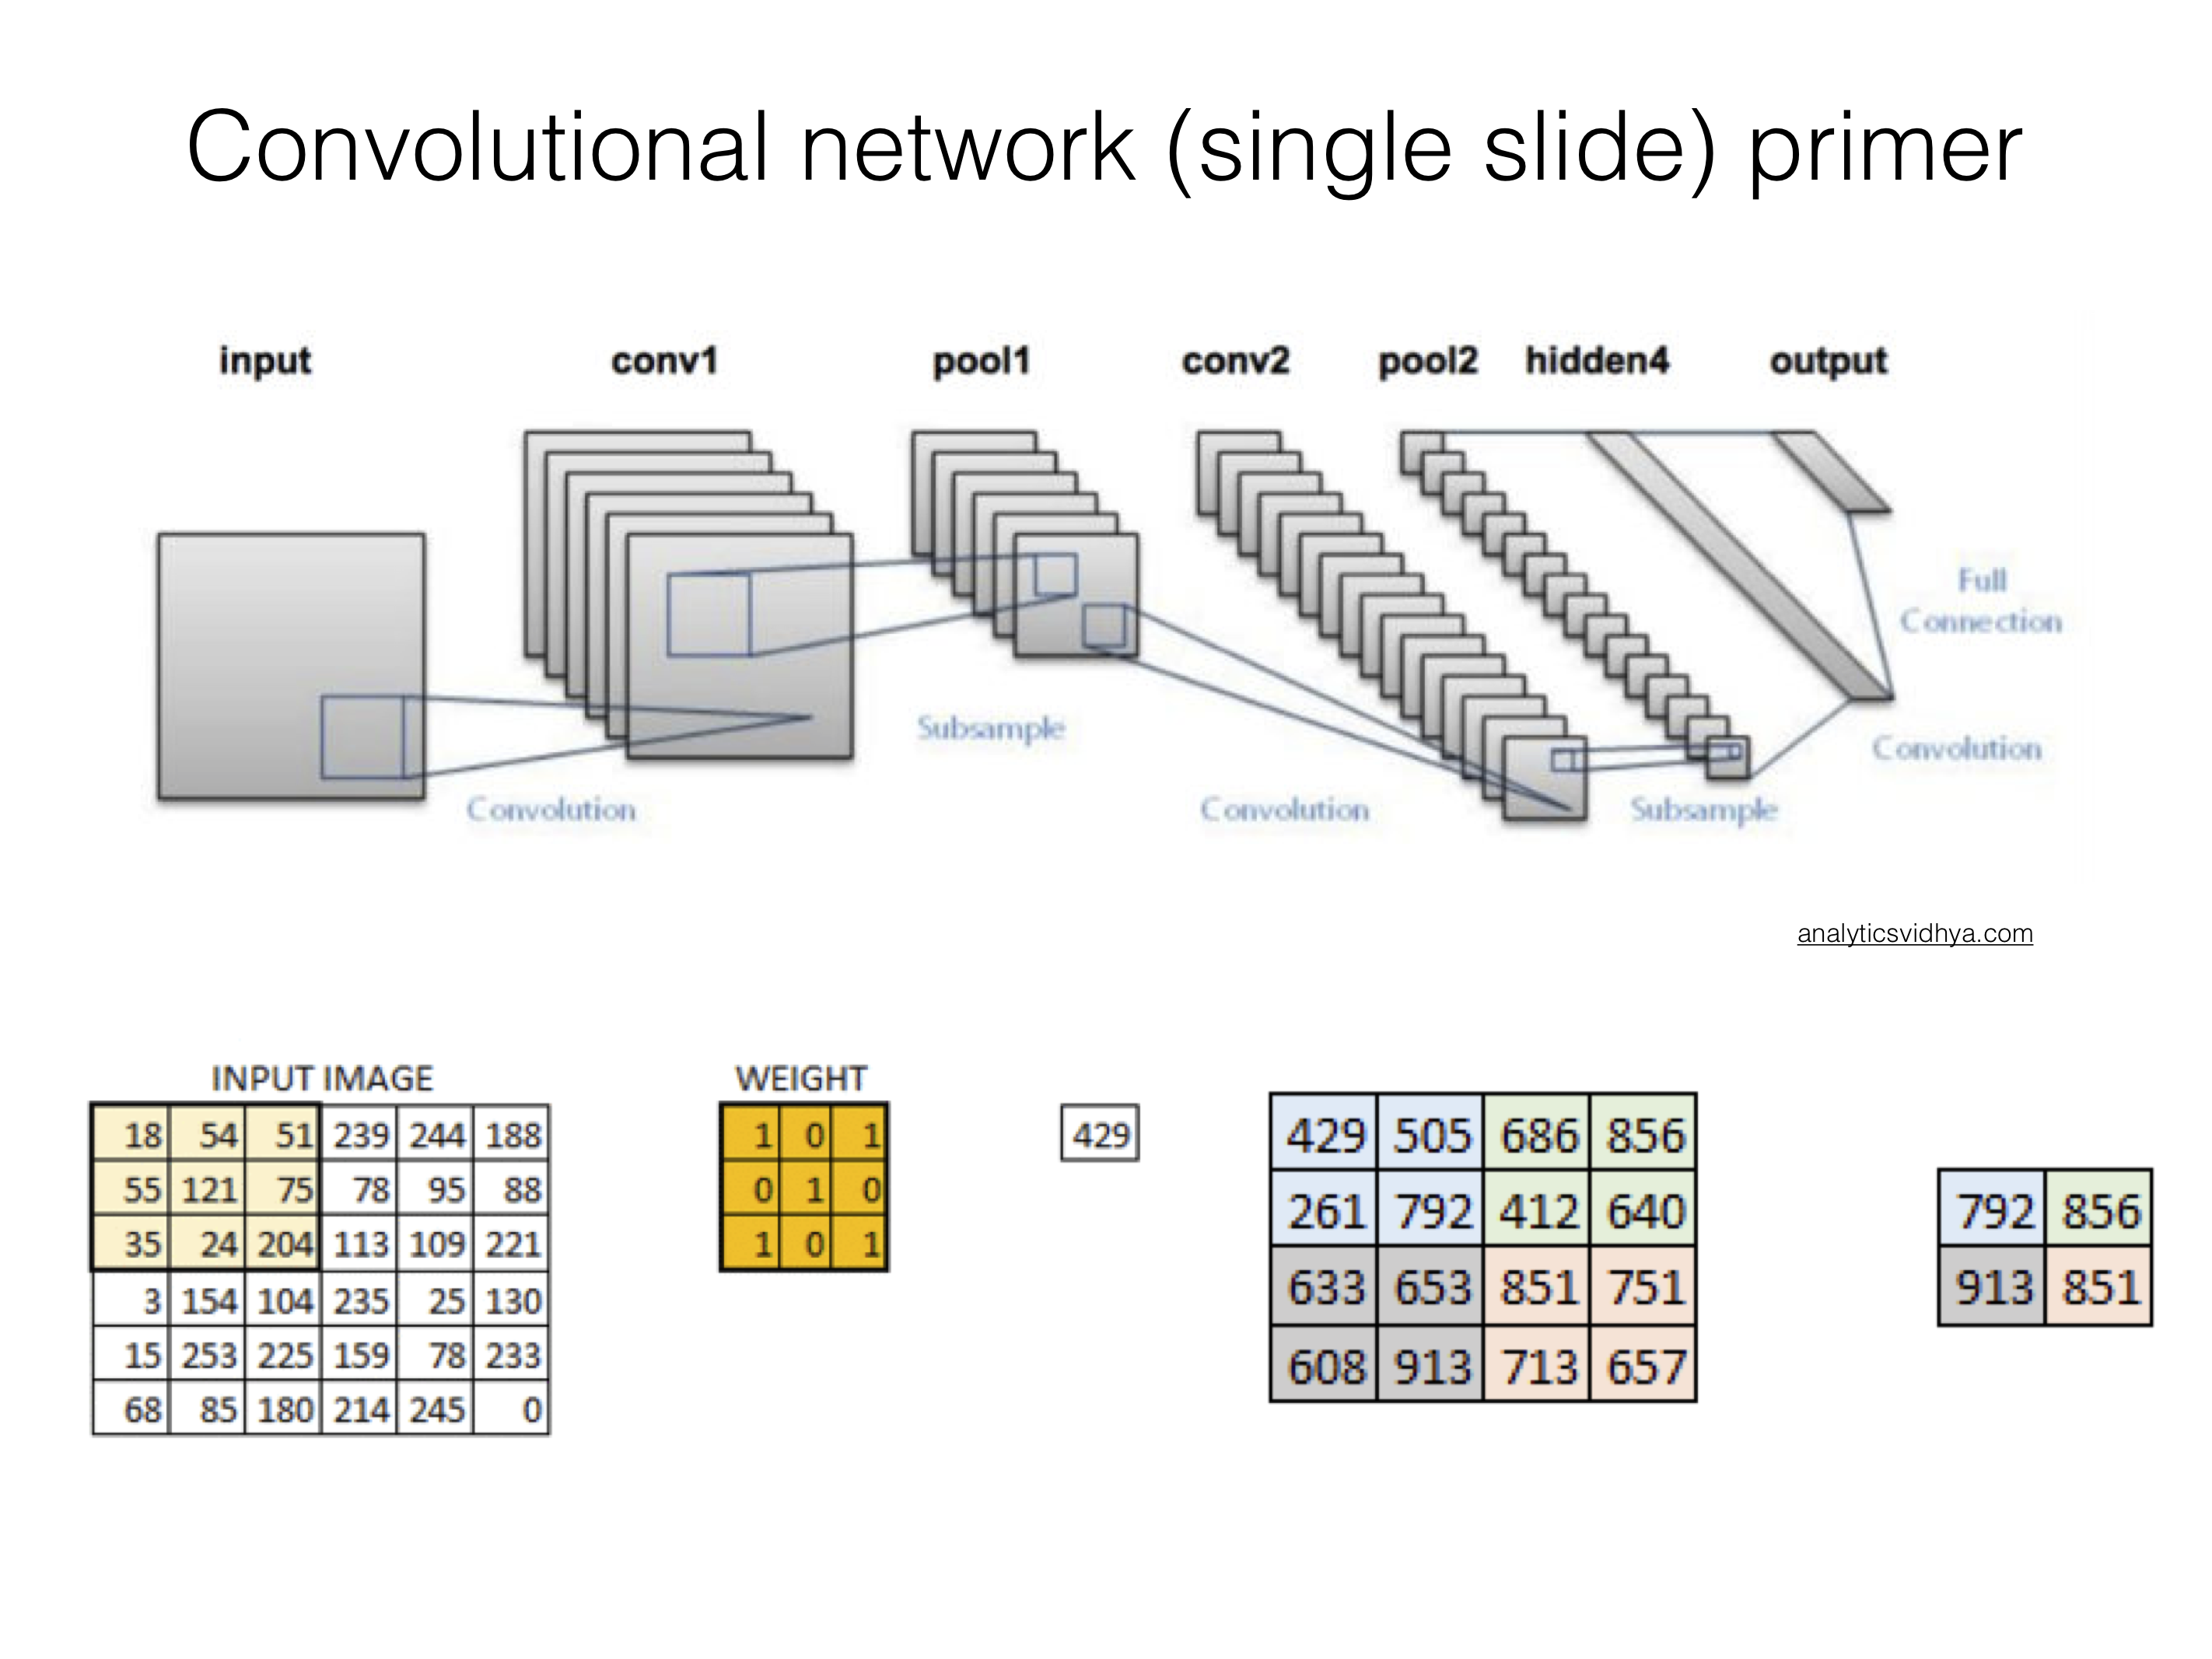 Convolutional network (single slide) primer
input conv1 pool1 conv2 pool2 hidden4 output
Full
Connection
Subsample
Convolution
Convolution
Convolution
Subsample
analyticsvidhya.com
INPUT IMAGE
18 54 51 239 244 188
55 121 75 78 95 88
35 24 204 113 109 221
3 154 104 235 25 130
15 253 225 159 78 233
68 85 180 214 245 0
WEIGHT
1 0 1
0 1 0
1 0 1
429
429 505 686 856
261 792 412 640
633 653 851 751
608 913 713 657
792 856
913 851